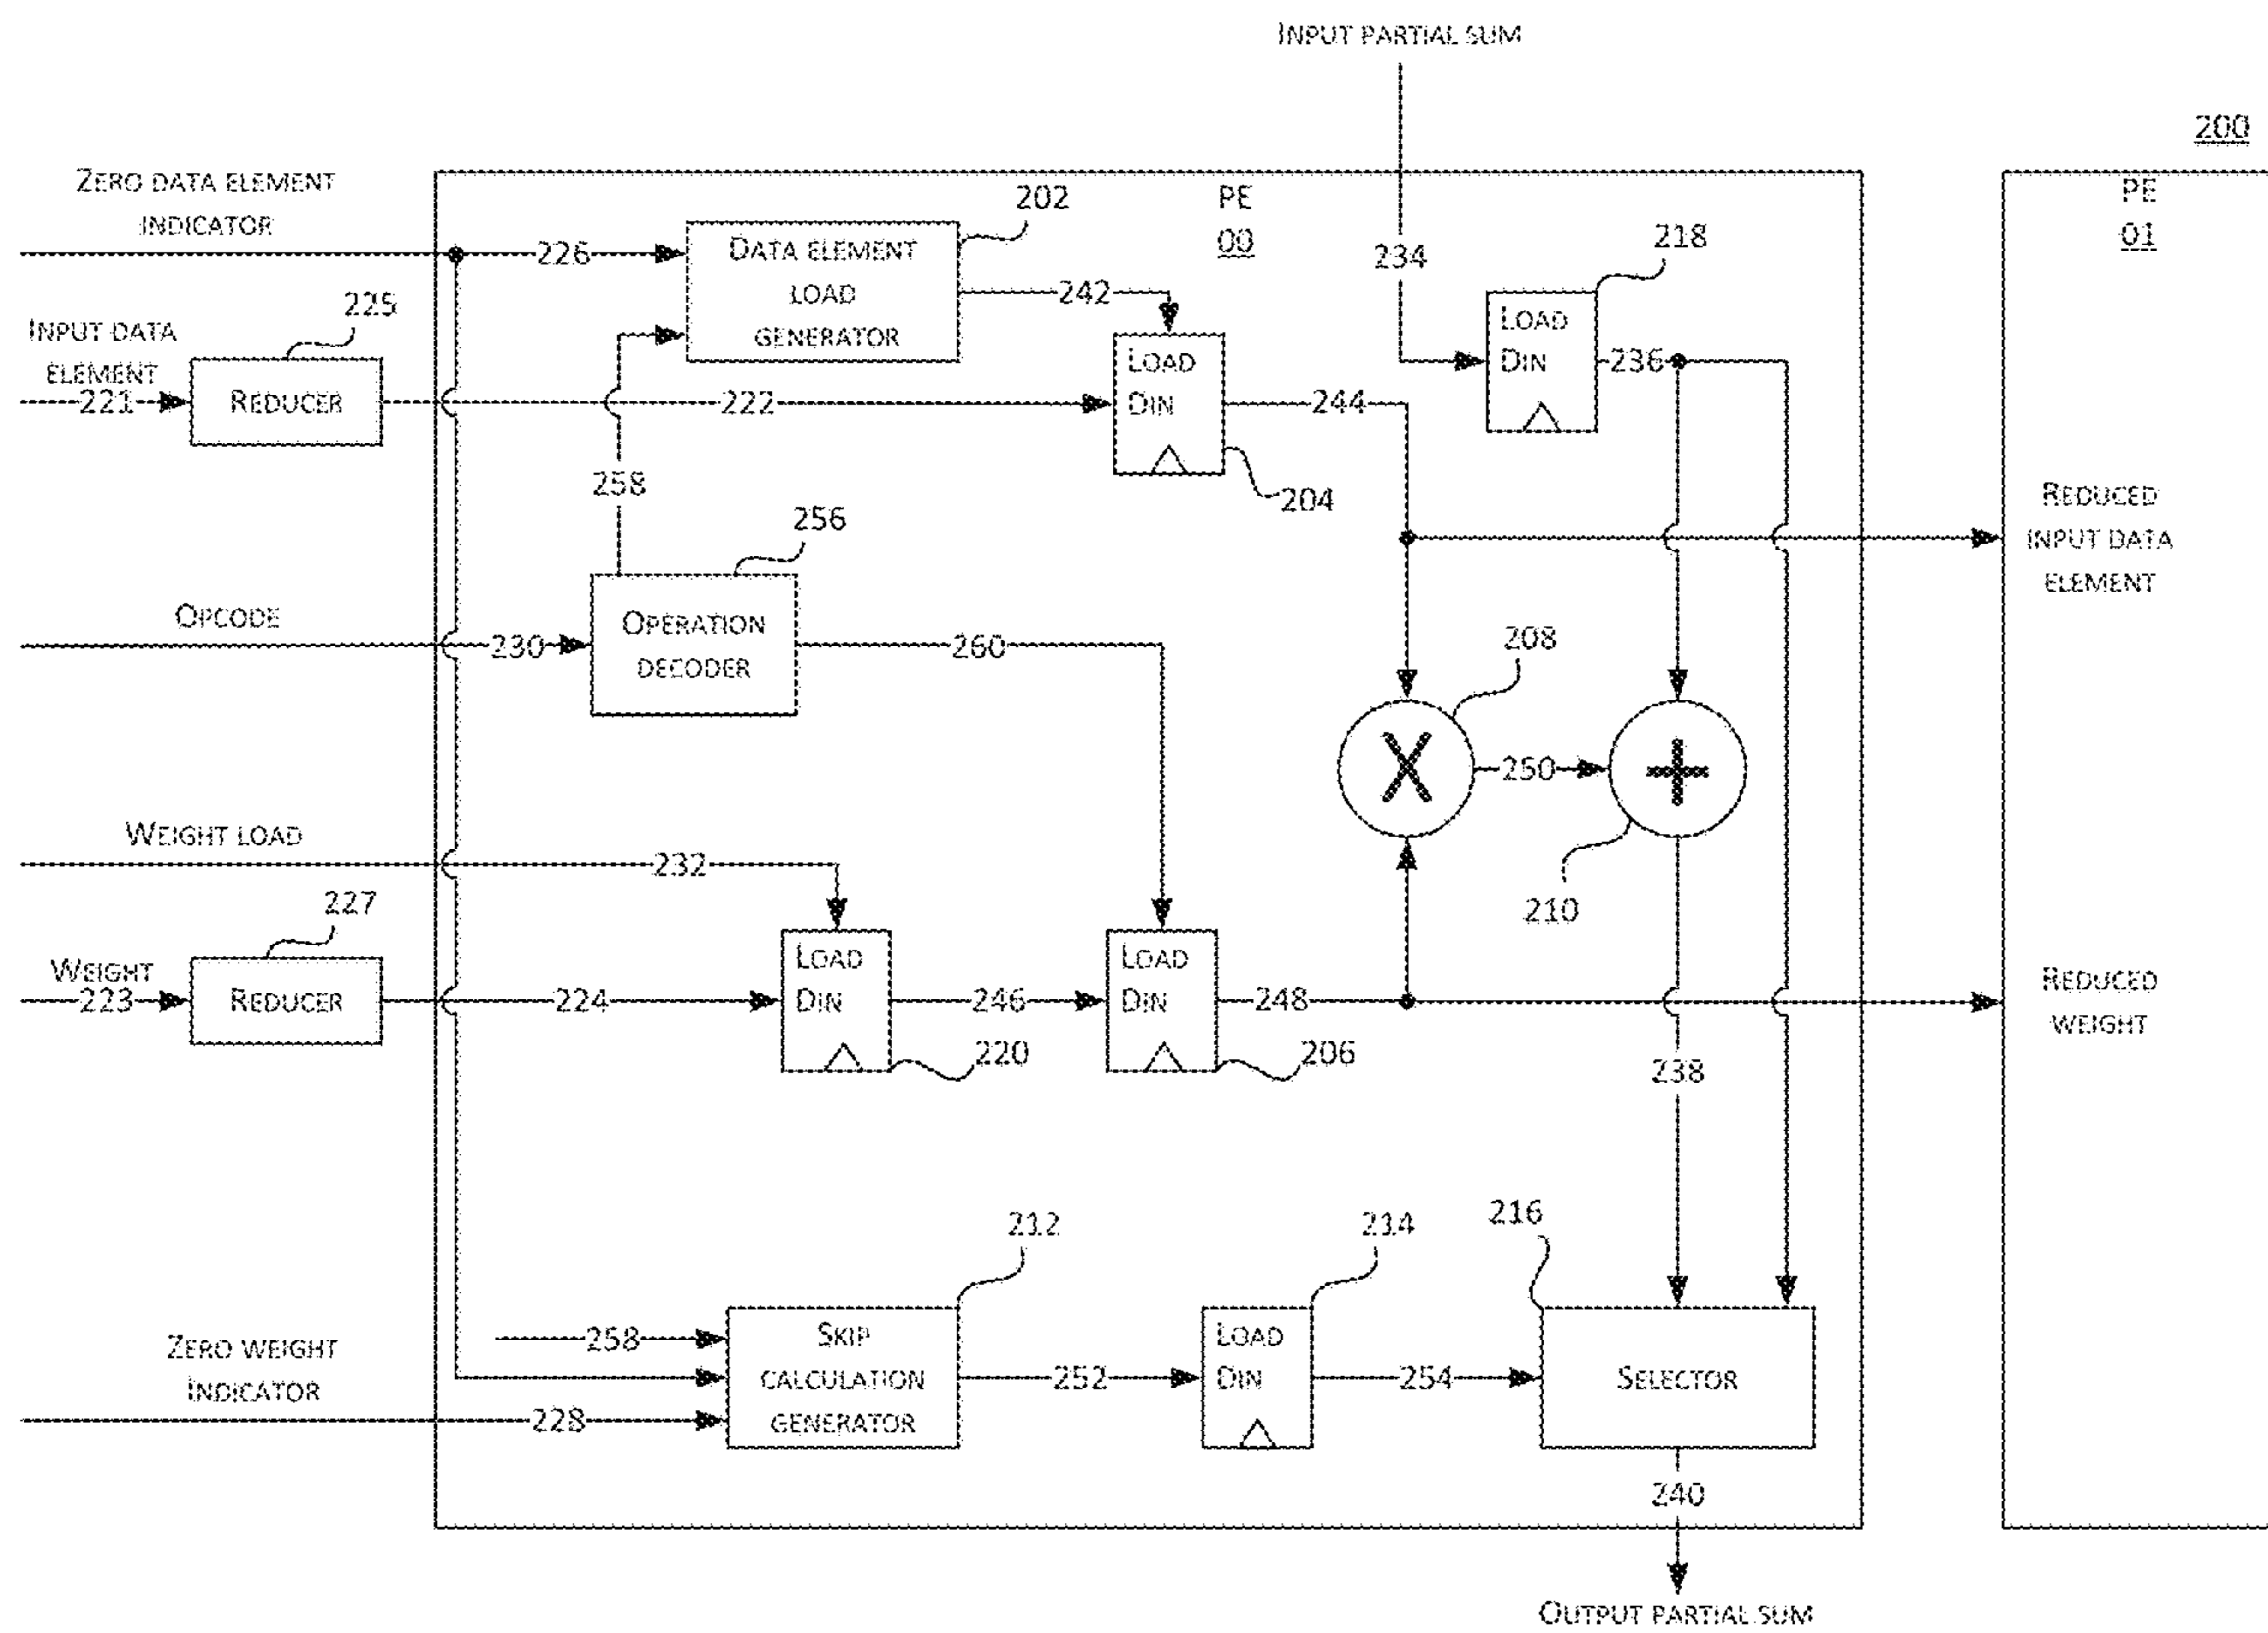 INPUT PARTIAL SUM
200
ZERO DATA ELEMENT
INDICATOR
226
DATA ELEMENT
LOAD
GENERATOR
202
PE
00
234
218
LOAD
DIN
236
PE
01
242
INPUT DATA
ELEMENT
221
225
REDUCER
222
LOAD
DIN
244
204
258
REDUCED
INPUT DATA
ELEMENT
256
OPCODE
230
OPERATION
DECODER
260
208
X
250
+
210
WEIGHT LOAD
232
227
WEIGHT
223
REDUCER
224
LOAD
DIN
220
246
LOAD
DIN
206
248
REDUCED
WEIGHT
238
212
214
216
258
SKIP
CALCULATION
GENERATOR
252
LOAD
DIN
254
SELECTOR
ZERO WEIGHT
INDICATOR
228
240
OUTPUT PARTIAL SUM